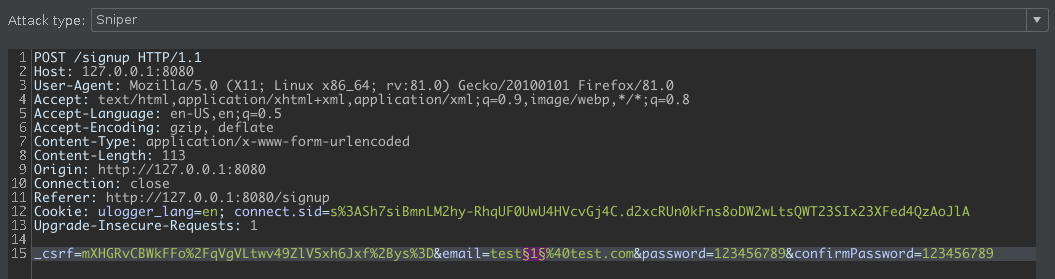 Attack type: Sniper
1 POST /signup HTTP/1.1
2 Host: 127.0.0.1:8080
3 User-Agent: Mozilla/5.0 (X11; Linux x86_64; rv:81.0) Gecko/20100101 Firefox/81.0
4 Accept: text/html,application/xhtml+xml,application/xml;q=0.9,image/webp,*/*;q=0.8
5 Accept-Language: en-US,en;q=0.5
6 Accept-Encoding: gzip, deflate
7 Content-Type: application/x-www-form-urlencoded
8 Content-Length: 113
9 Origin: http://127.0.0.1:8080
10 Connection: close
11 Referer: http://127.0.0.1:8080/signup
12 Cookie: ulogger_lang=en; connect.sid=s%3ASh7siBmnLM2hy-RhqUF0UwU4HVcvGj4C.d2xcRUn0kFns8oDW2wLtsQWT23SIx23XFed4QzAoJlA
13 Upgrade-Insecure-Requests: 1
14
15 _csrf=mXHGRvCBWkFFo%2FqVgVLtwv49ZlV5xh6Jxf%2Bys%3D&email=test§1§%40test.com&password=123456789&confirmPassword=123456789